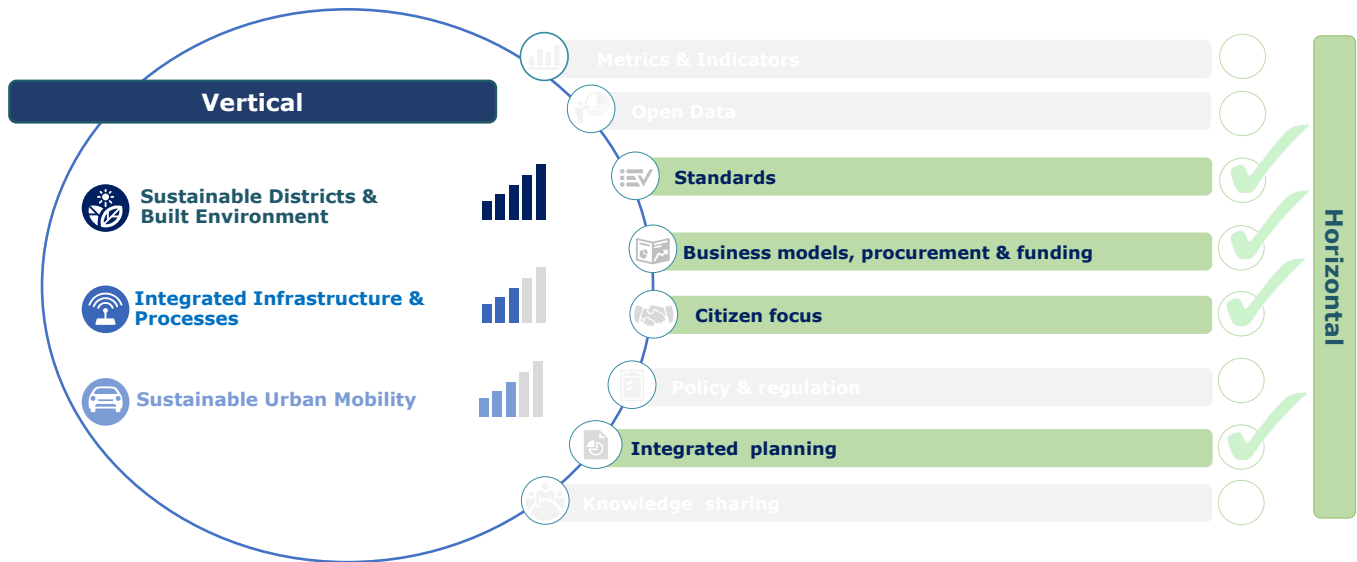 Vertical
Sustainable Districts &
Built Environment
Integrated Infrastructure &
Processes
Sustainable Urban Mobility
Metrics & Indicators
Open Data
Standards
Business models, procurement & funding
Citizen focus
Policy & regulation
Integrated planning
Knowledge sharing
Horizontal